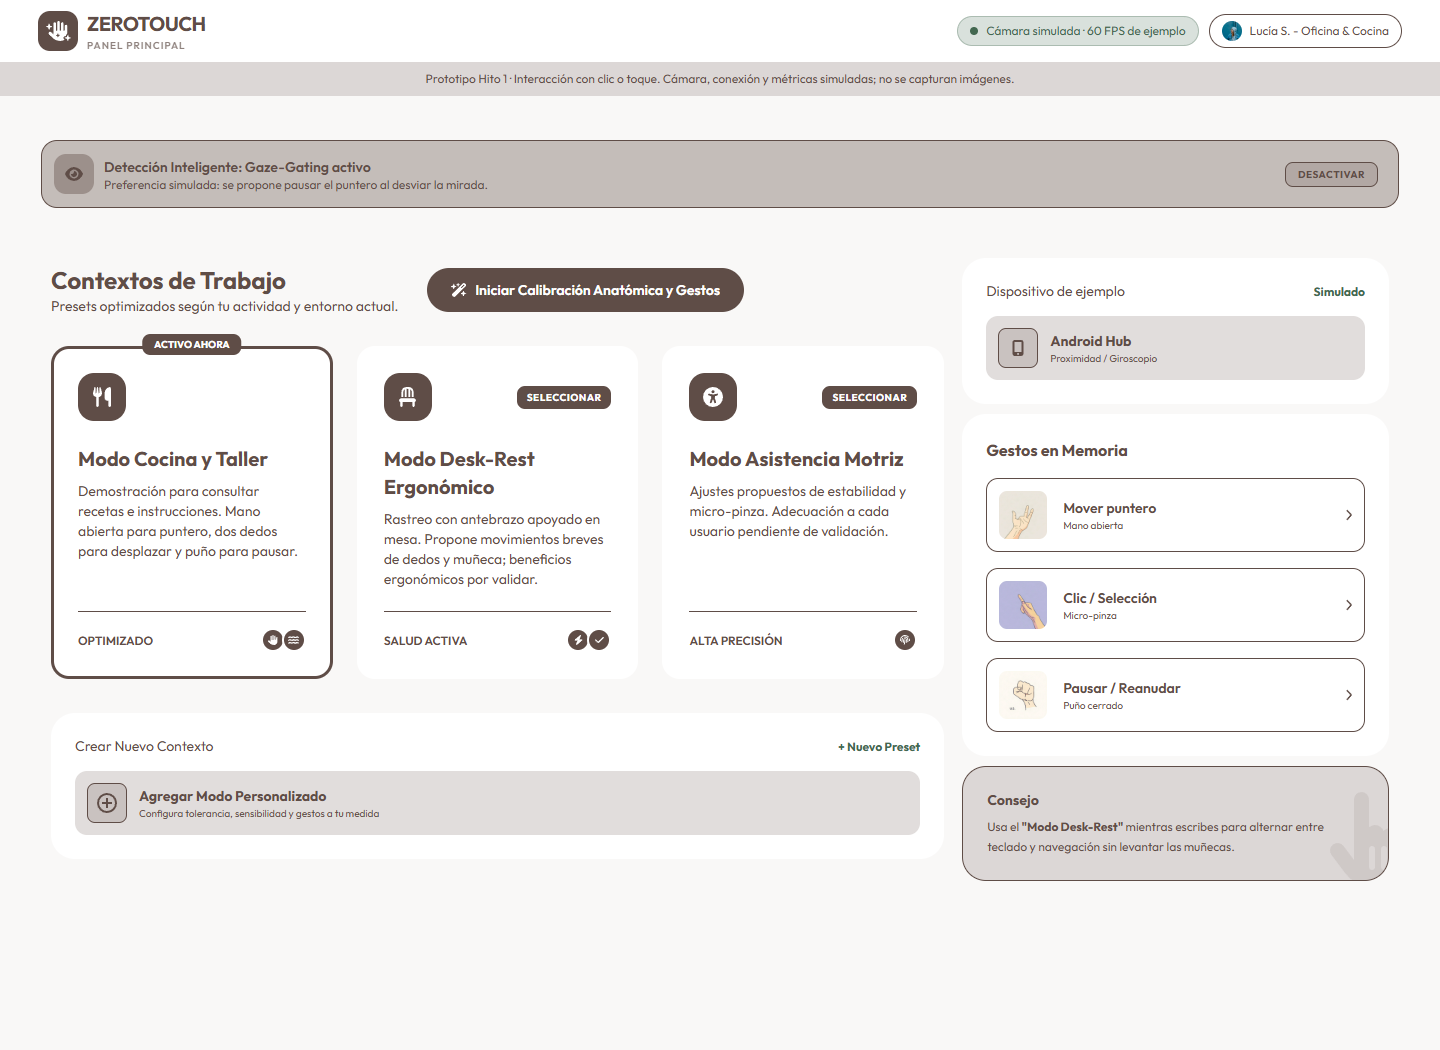 ZEROTOUCH
PANEL PRINCIPAL
Cámara simulada · 60 FPS de ejemplo
Lucía S. - Oficina & Cocina
Prototipo Hito 1 · Interacción con clic o toque. Cámara, conexión y métricas simuladas; no se capturan imágenes.
Detección Inteligente: Gaze-Gating activo
Preferencia simulada: se propone pausar el puntero al desviar la mirada.
DESACTIVAR
Contextos de Trabajo
Presets optimizados según tu actividad y entorno actual.
Iniciar Calibración Anatómica y Gestos
ACTIVO AHORA
Modo Cocina y Taller
Demostración para consultar
recetas e instrucciones. Mano
abierta para puntero, dos dedos
para desplazar y puño para pausar.
OPTIMIZADO
SELECCIONAR
Modo Desk-Rest
Ergonómico
Rastreo con antebrazo apoyado en
mesa. Propone movimientos breves
de dedos y muñeca; beneficios
ergonómicos por validar.
SALUD ACTIVA
SELECCIONAR
Modo Asistencia Motriz
Ajustes propuestos de estabilidad y
micro-pinza. Adecuación a cada
usuario pendiente de validación.
ALTA PRECISIÓN
Crear Nuevo Contexto
+ Nuevo Preset
Agregar Modo Personalizado
Configura tolerancia, sensibilidad y gestos a tu medida
Dispositivo de ejemplo
Simulado
Android Hub
Proximidad / Giroscopio
Gestos en Memoria
Mover puntero
Mano abierta
Clic / Selección
Micro-pinza
Pausar / Reanudar
Puño cerrado
Consejo
Usa el "Modo Desk-Rest" mientras escribes para alternar entre
teclado y navegación sin levantar las muñecas.